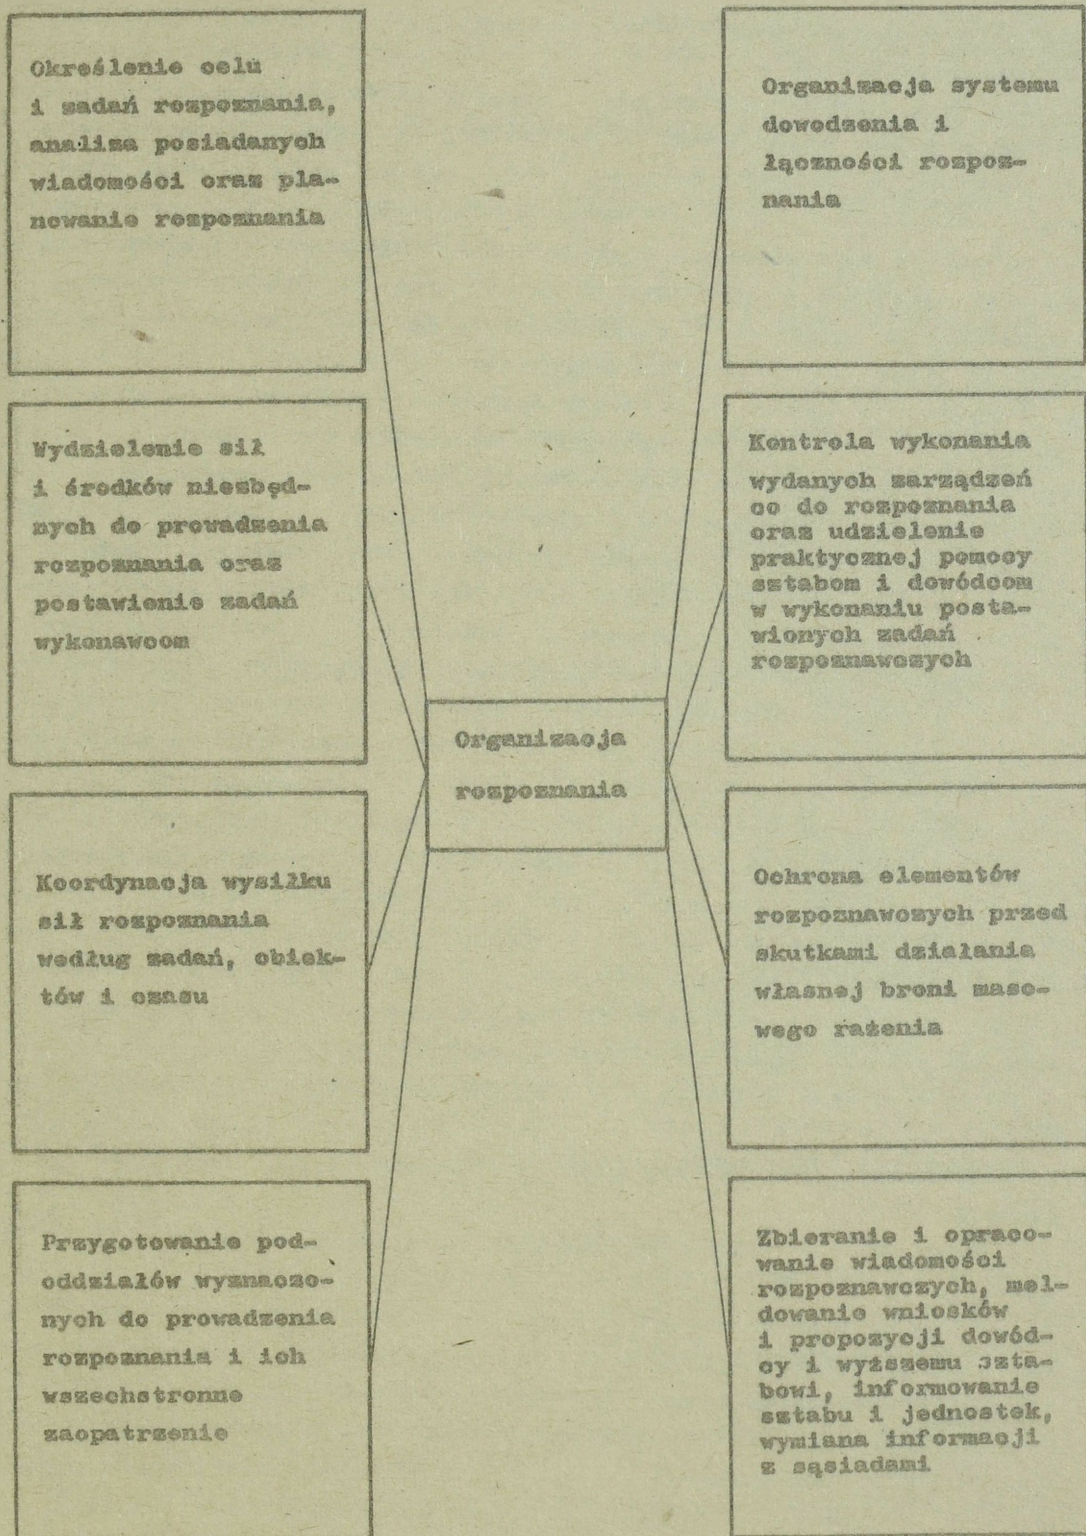 Określenie celu
i zadań rozpoznania,
analiza posiadanych
wiadomości oraz pla-
nowanie rozpoznania
Wydzielenie sił
i środków niezbęd-
nych do prowadzenia
rozpoznania oraz
postawienie zadań
wykonawcom
Koordynacja wysiłku
sił rozpoznania
według zadań, obiek-
tów i czasu
Przygotowanie pod-
oddziałów wyznaczo-
nych do prowadzenia
rozpoznania i ich
wszechstronne
zaopatrzenie
Organizacja
rozpoznania
Organizacja systemu
dowodzenia i
łączności rozpoz-
nania
Kontrola wykonania
wydanych zarządzeń
co do rozpoznania
oraz udzielenie
praktycznej pomocy
sztabom i dowódcom
w wykonaniu posta-
wionych zadań
rozpoznawczych
Ochrona elementów
rozpoznawczych przed
skutkami działania
własnej broni maso-
wego rażenia
Zbieranie i opraco-
wanie wiadomości
rozpoznawczych, mel-
dowanie wniosków
i propozycji dowód-
cy i wyższemu szta-
bowi, informowanie
sztabu i jednostek,
wymiana informacji
z sąsiadami